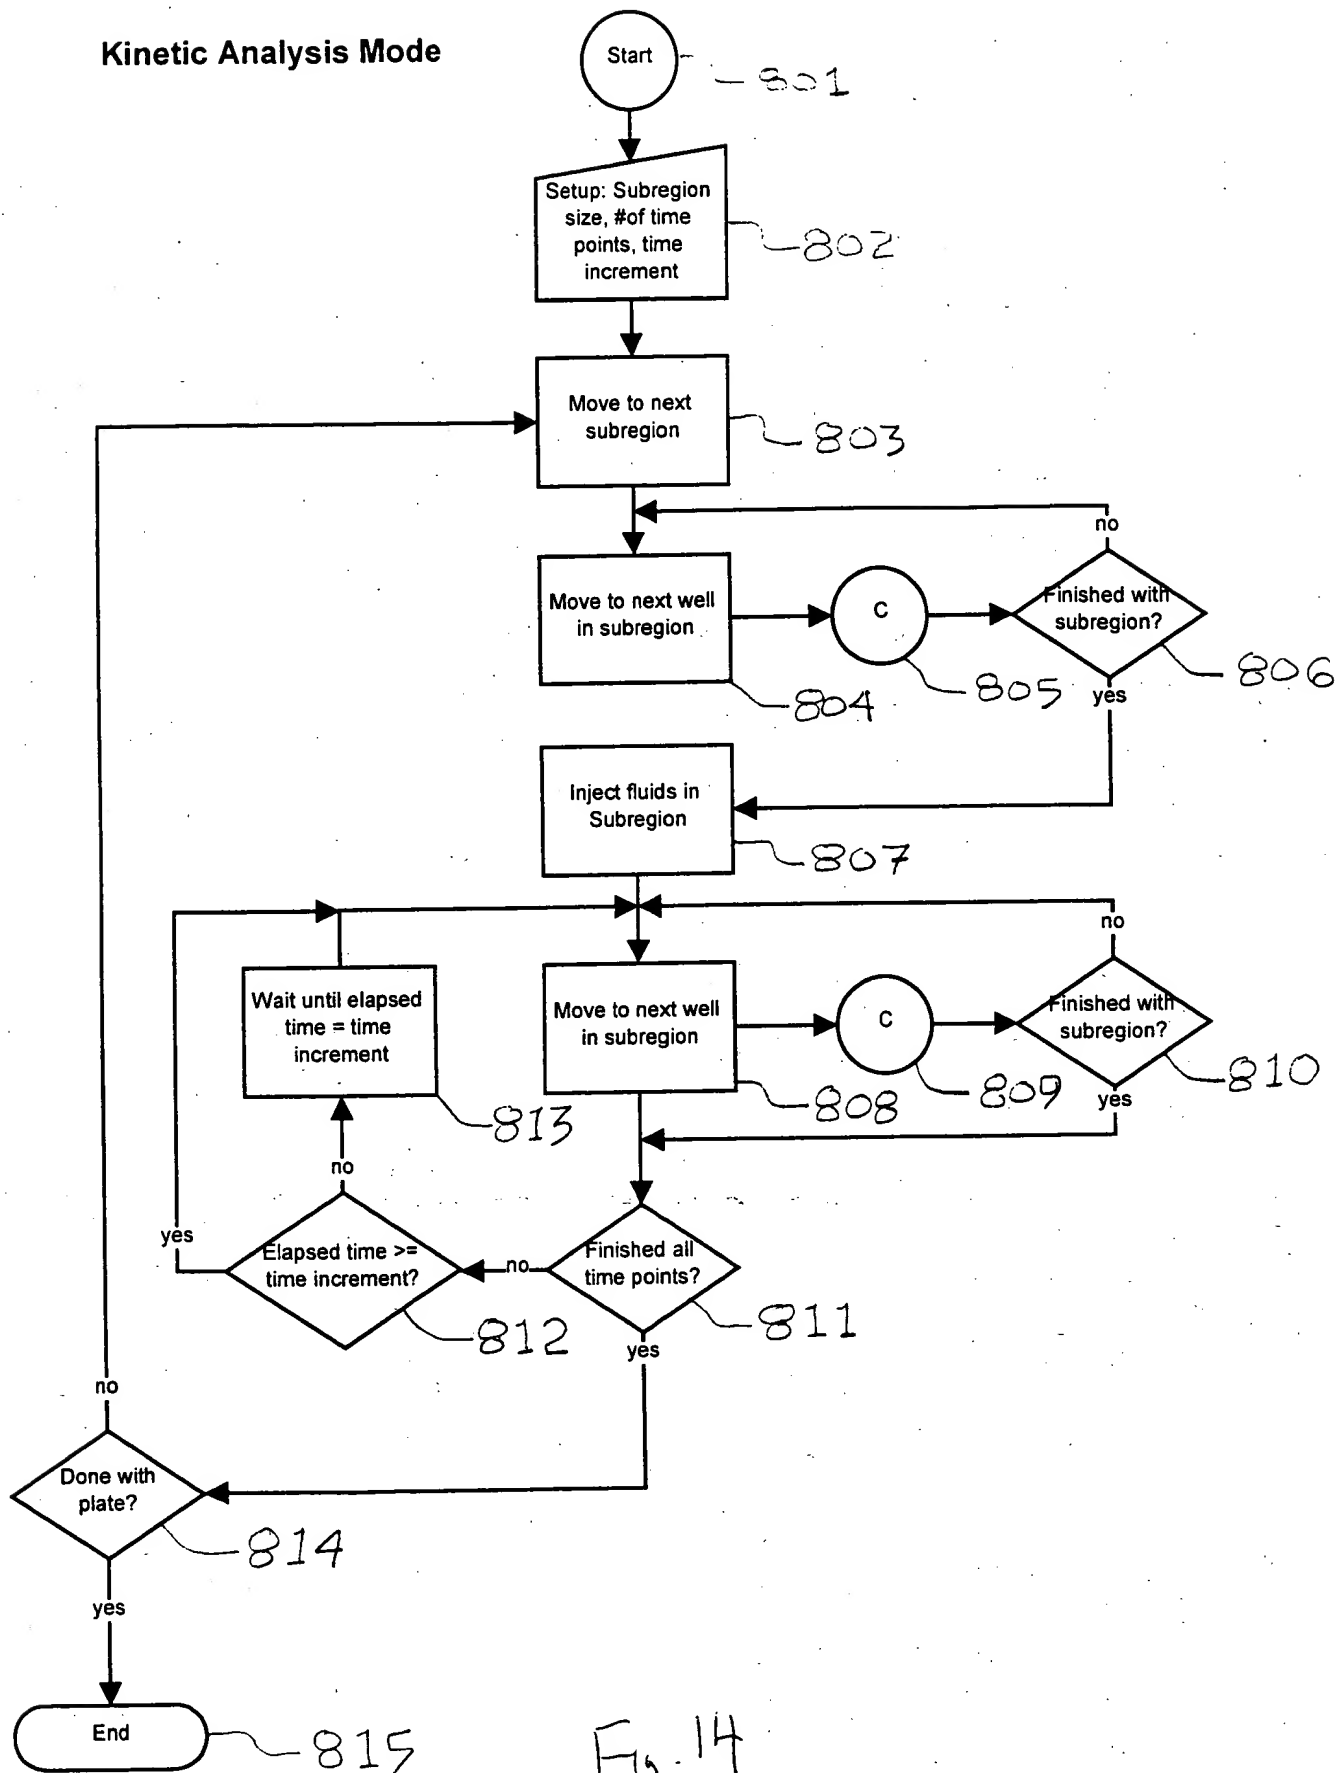 Kinetic Analysis Mode
Start
801
Setup: Subregion
size, #of time
points, time
increment
802
Move to next
subregion
803
no
Move to next well
in subregion
C
Finished with
subregion?
804
805
806
yes
Inject fluids in
Subregion
807
no
Wait until elapsed
time = time
increment
Move to next well
in subregion
C
Finished with
subregion?
813
808
809
810
yes
no
yes
Elapsed time >=
time increment?
no
Finished all
time points?
812
811
yes
no
Done with
plate?
814
yes
End
815
Fig. 14